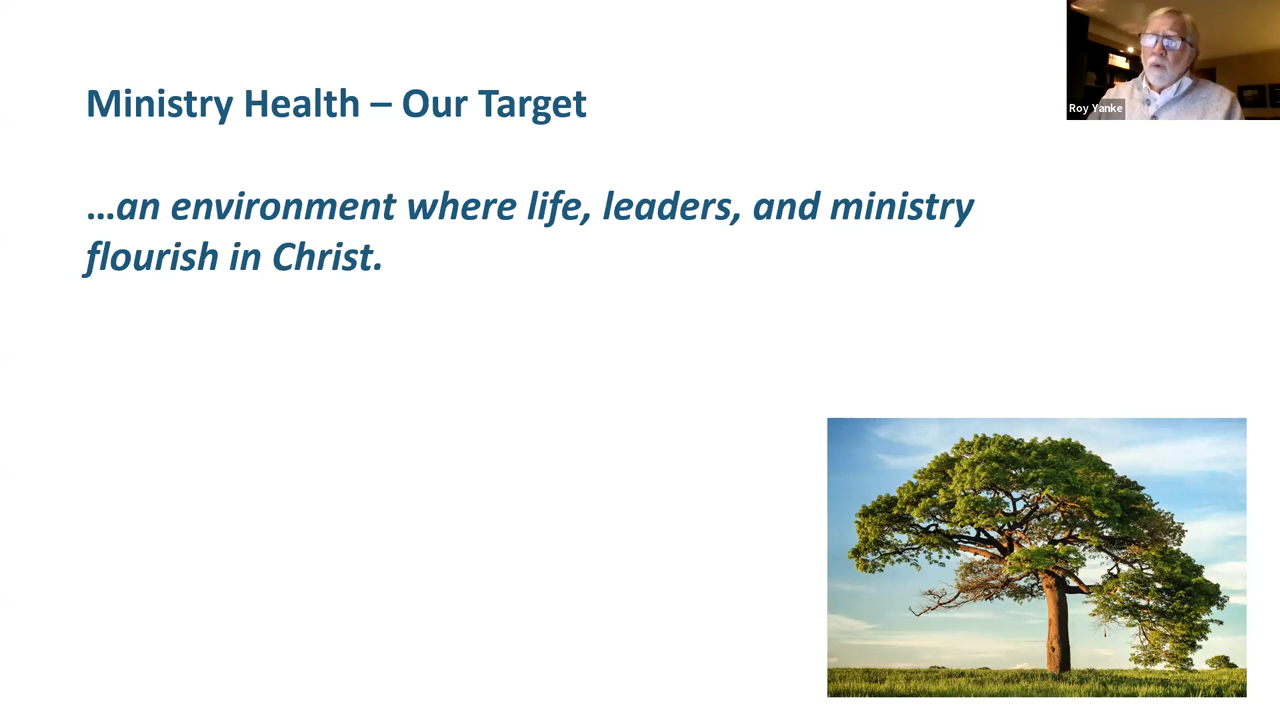 Ministry Health – Our Target
...an environment where life, leaders, and ministry
flourish in Christ.
Roy Yanke